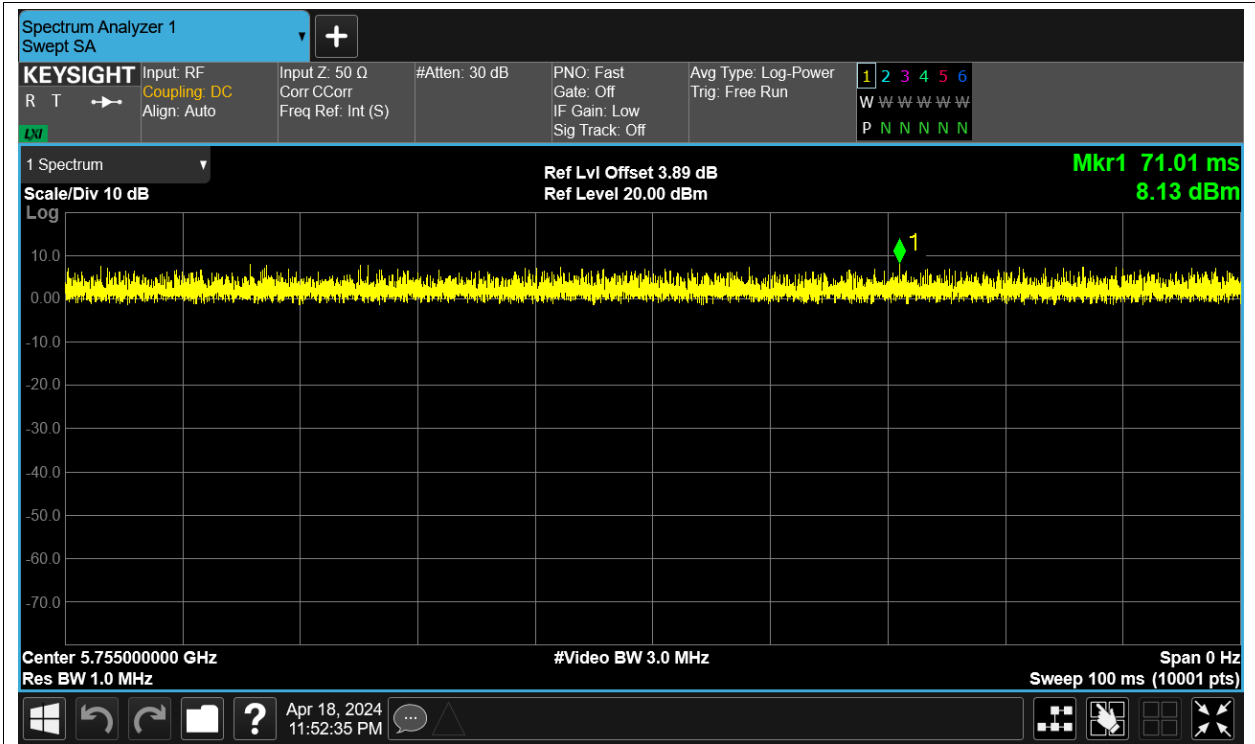 Spectrum Analyzer 1
Swept SA
KEYSIGHT
R T
LXI
Input: RF
Coupling: DC
Align: Auto
Input Z: 50 Ω
Corr CCorr
Freq Ref: Int (S)
#Atten: 30 dB
PNO: Fast
Gate: Off
IF Gain: Low
Sig Track: Off
Avg Type: Log-Power
Trig: Free Run
1 2 3 4 5 6
W W W W W W
P N N N N N
1 Spectrum
Scale/Div 10 dB
Ref Lvl Offset 3.89 dB
Ref Level 20.00 dBm
Mkr1 71.01 ms
8.13 dBm
Log
1
10.0
0.00
-10.0
-20.0
-30.0
-40.0
-50.0
-60.0
-70.0
Center 5.755000000 GHz
#Video BW 3.0 MHz
Span 0 Hz
Res BW 1.0 MHz
Sweep 100 ms (10001 pts)
?
Apr 18, 2024
11:52:35 PM